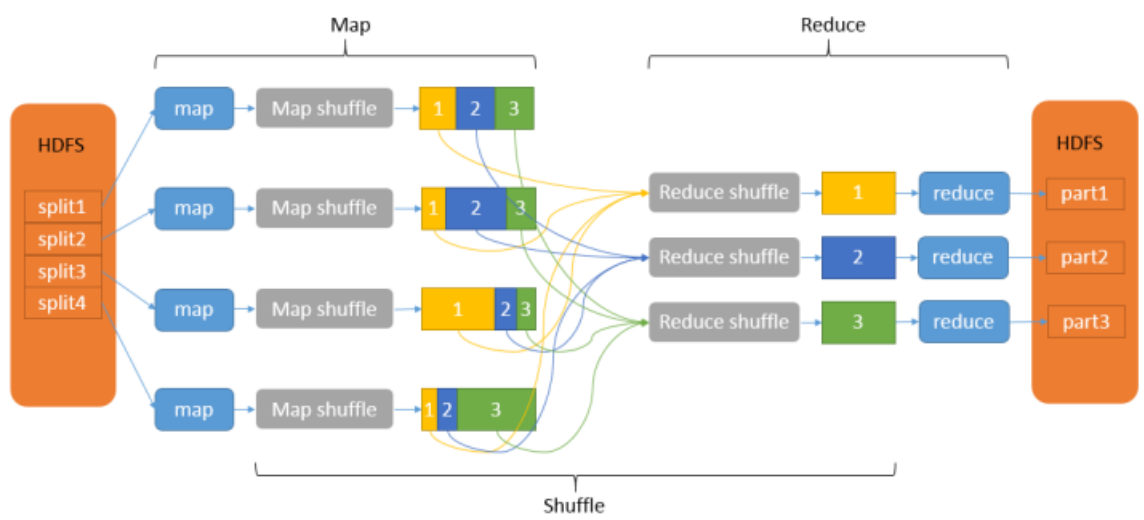 Map
Reduce
HDFS
split1
split2
split3
split4
map
Map shuffle
1 2 3
map
Map shuffle
1 2 3
map
Map shuffle
1 2 3
map
Map shuffle
1 2 3
Reduce shuffle
1
reduce
Reduce shuffle
2
reduce
Reduce shuffle
3
reduce
HDFS
part1
part2
part3
Shuffle